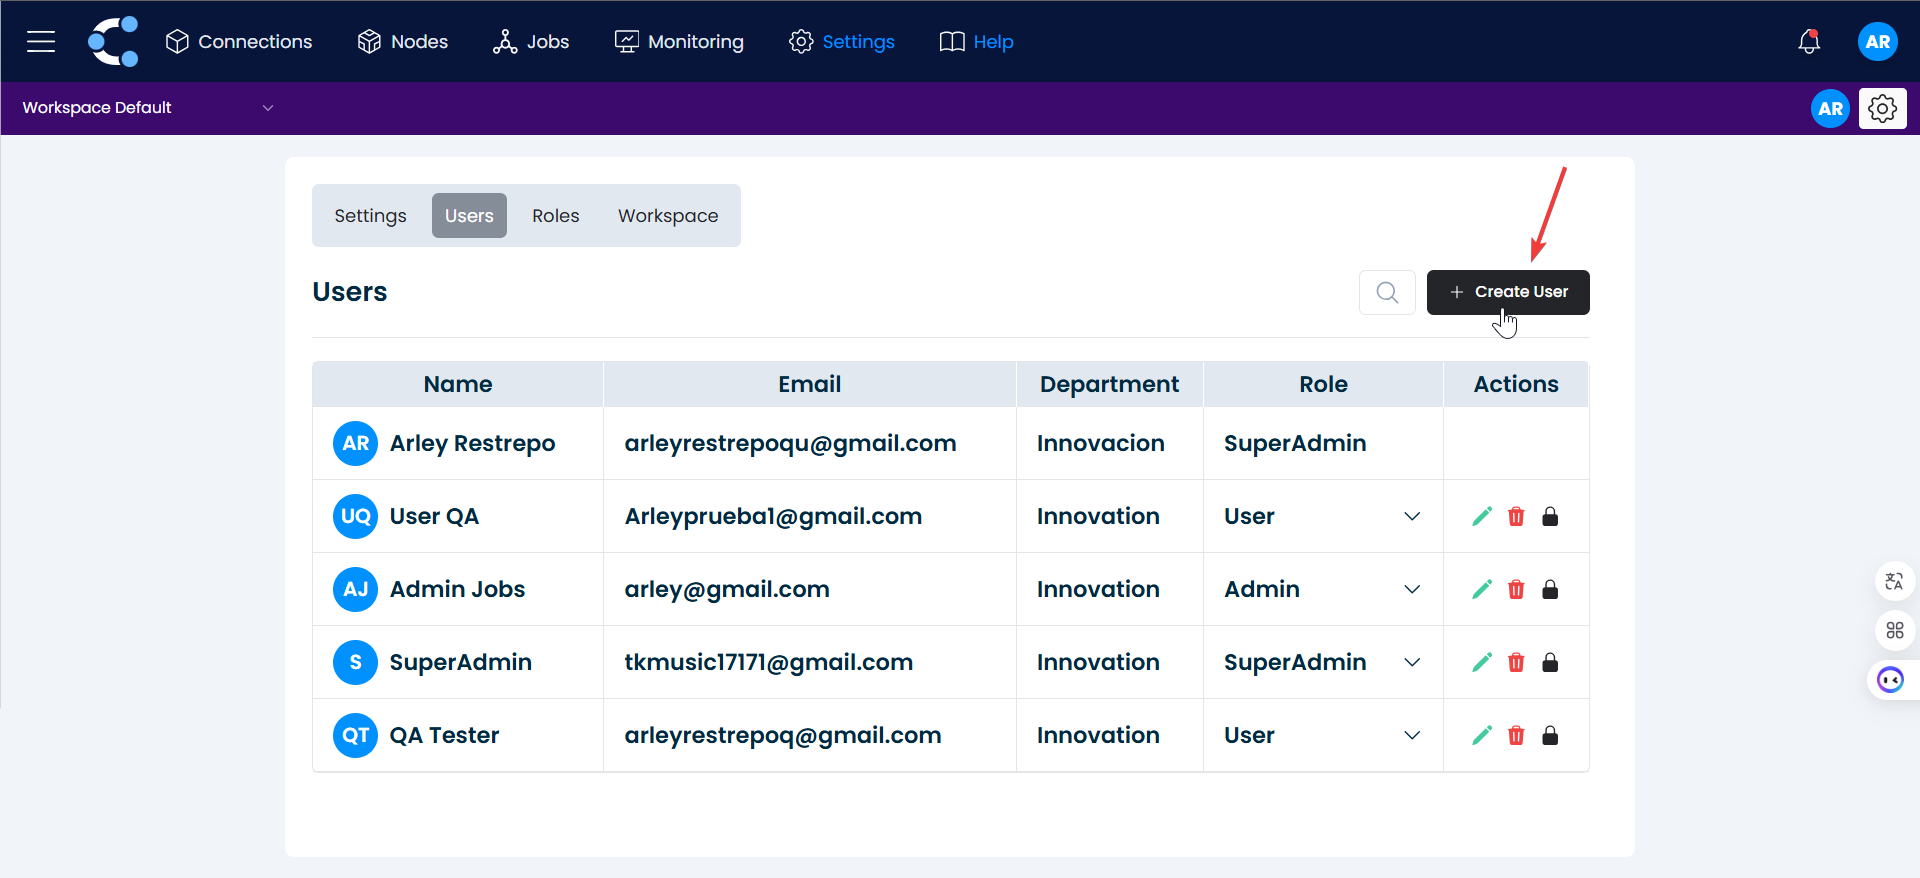 Connections Nodes Jobs Monitoring Settings Help AR
Workspace Default AR
Settings Users Roles Workspace
Users + Create User
Name Email Department Role Actions
AR Arley Restrepo arleyrestrepoqu@gmail.com Innovacion SuperAdmin
UQ User QA Arleyprueba1@gmail.com Innovation User
AJ Admin Jobs arley@gmail.com Innovation Admin
S SuperAdmin tkmusic17171@gmail.com Innovation SuperAdmin
QT QA Tester arleyrestrepoq@gmail.com Innovation User